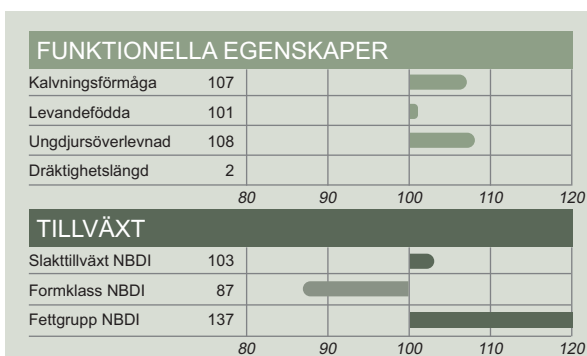 FUNKTIONELLA EGENSKAPER
Kalvningsförmåga 107
Levandefödda 101
Ungdjursöverlevnad 108
Dräktighetslängd 2
80 90 100 110 120
TILLVÄXT
Slakttillväxt NBDI 103
Formklass NBDI 87
Fettgrupp NBDI 137
80 90 100 110 120